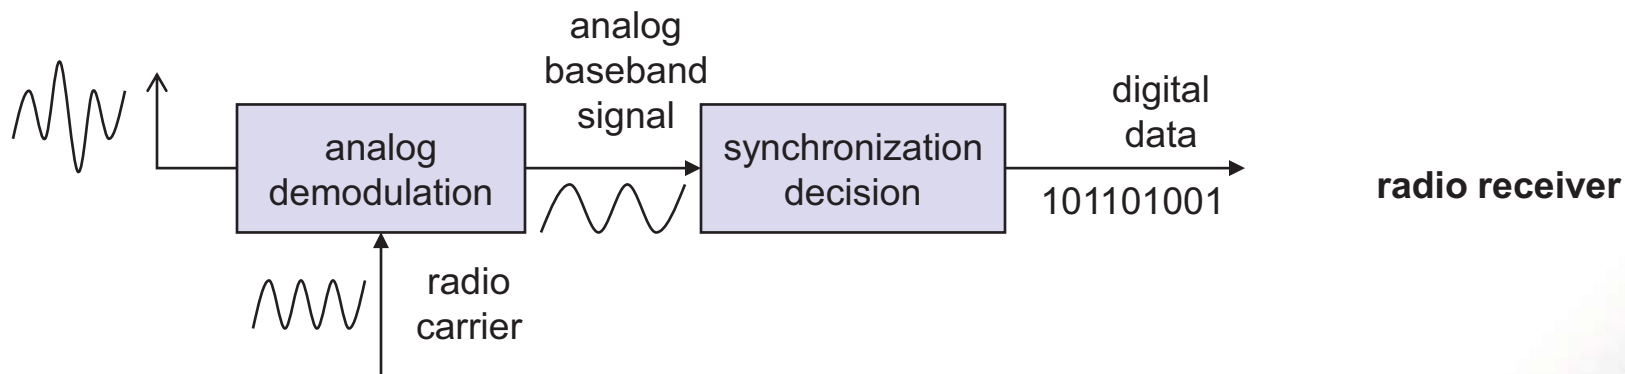 analog
baseband
signal
analog
demodulation
synchronization
decision
digital
data
101101001
radio receiver
radio
carrier